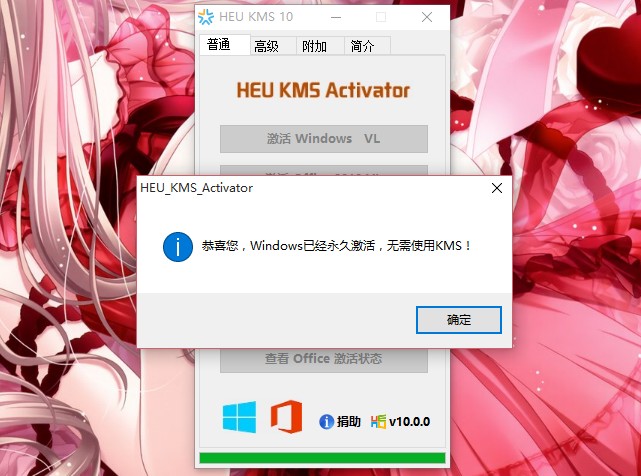 HEU KMS 10
普通 高级 附加 简介
HEU KMS Activator
激活 Windows VL
HEU_KMS_Activator
恭喜您，Windows已经永久激活，无需使用KMS！
确定
查看 Office 激活状态
捐助 HEU v10.0.0